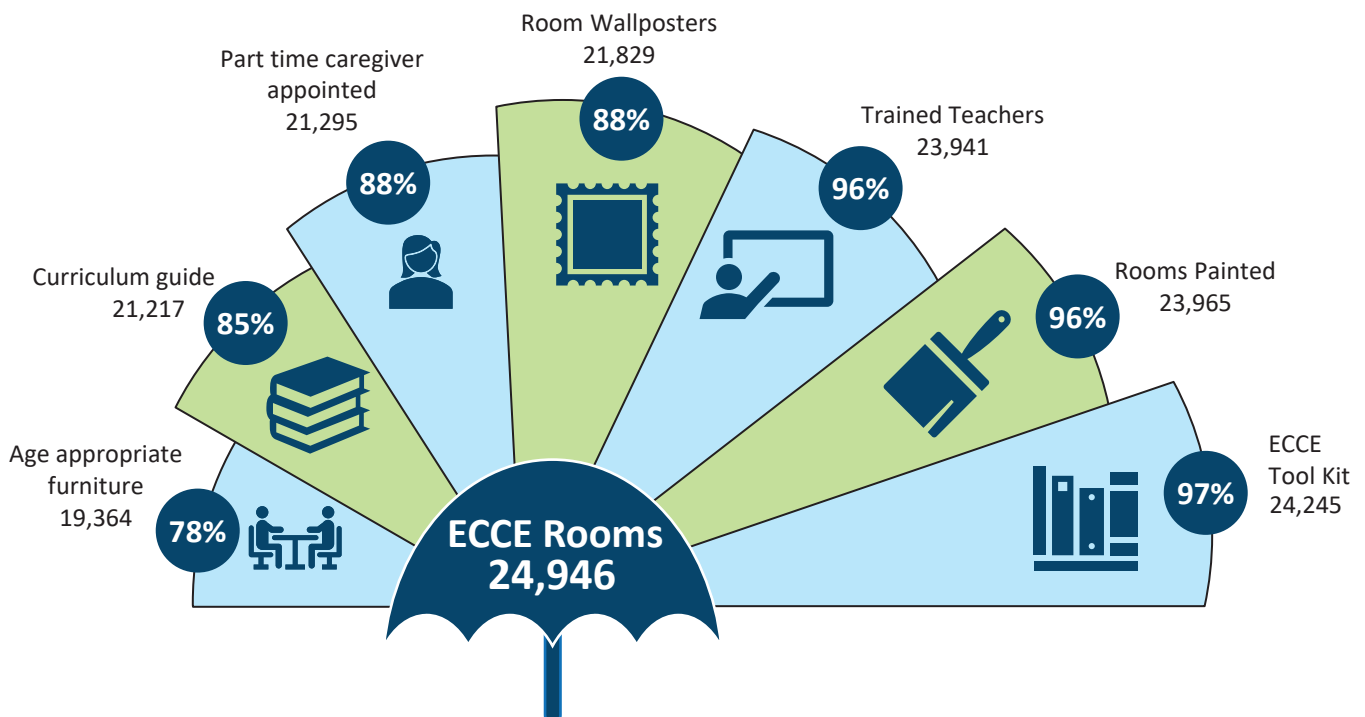 Room Wallposters
21,829
88%
Part time caregiver
appointed
21,295
88%
Trained Teachers
23,941
96%
Curriculum guide
21,217
85%
Rooms Painted
23,965
96%
Age appropriate
furniture
19,364
78%
ECCE
Tool Kit
24,245
97%
ECCE Rooms
24,946